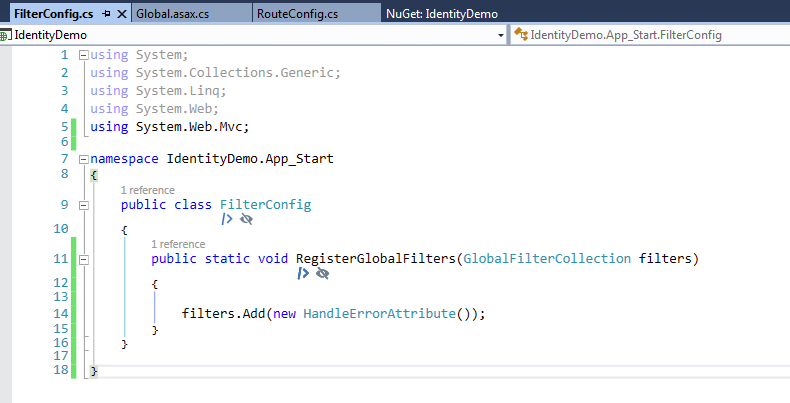 FilterConfig.cs Global.asax.cs RouteConfig.cs NuGet: IdentityDemo
IdentityDemo IdentityDemo.App_Start.FilterConfig
1 using System;
2 using System.Collections.Generic;
3 using System.Linq;
4 using System.Web;
5 using System.Web.Mvc;
6
7 namespace IdentityDemo.App_Start
8 {
1 reference
9 public class FilterConfig
10 {
1 reference
11 public static void RegisterGlobalFilters(GlobalFilterCollection filters)
12 {
13
14 filters.Add(new HandleErrorAttribute());
15 }
16 }
17
18 }